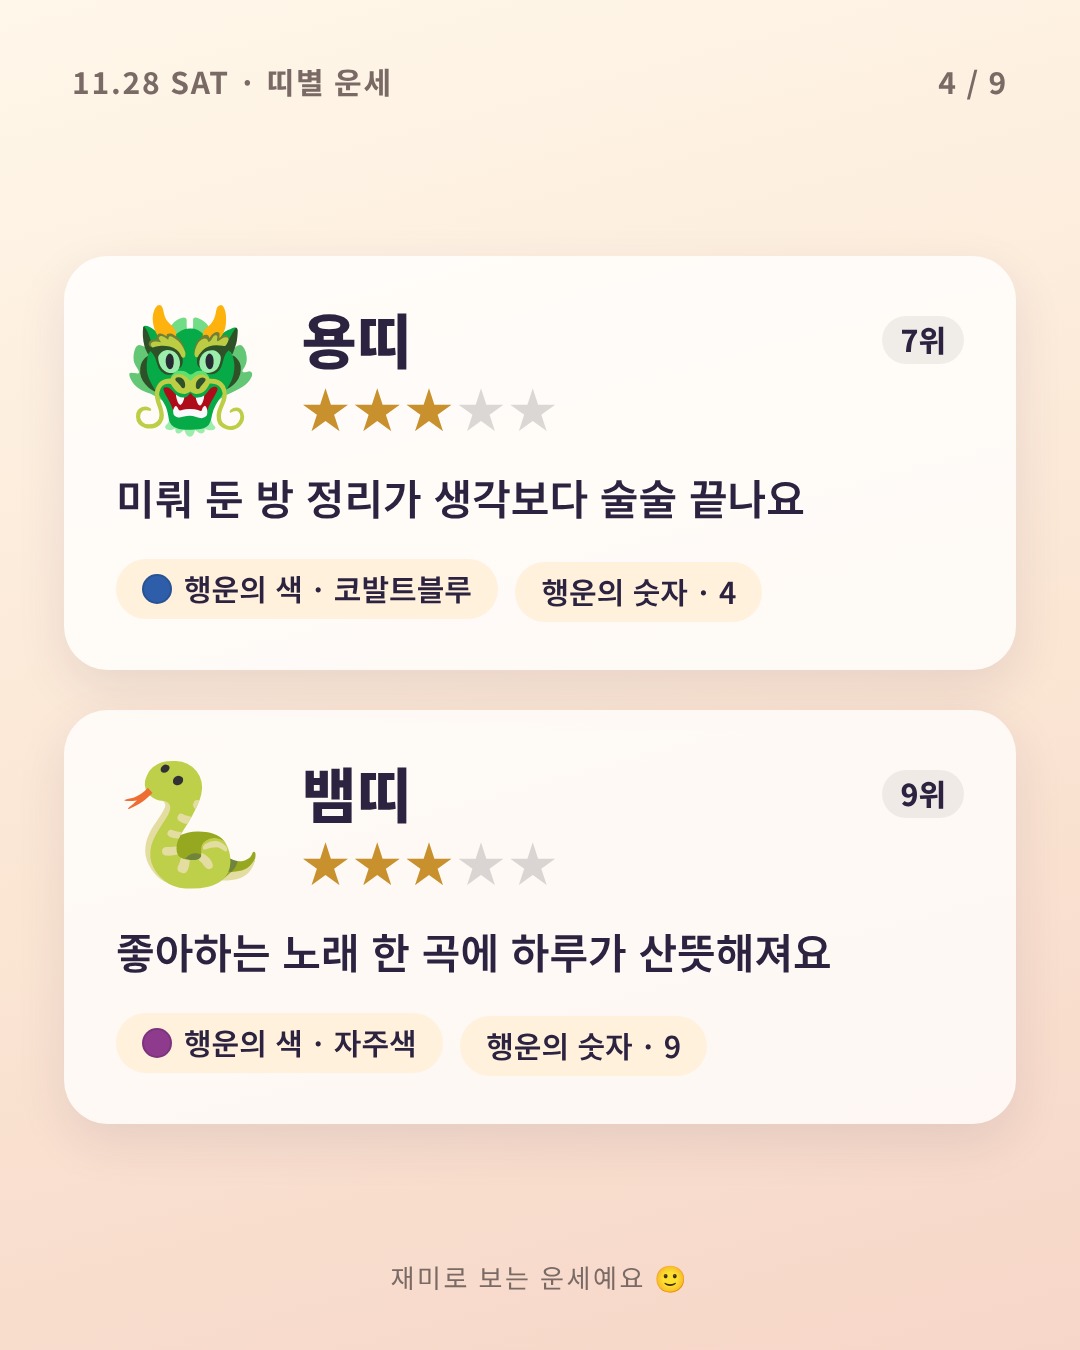 11.28 SAT · 띠별 운세
4 / 9
용띠
7위
★★★★★
미뤄 둔 방 정리가 생각보다 술술 끝나요
행운의 색 · 코발트블루
행운의 숫자 · 4
뱀띠
9위
★★★★★
좋아하는 노래 한 곡에 하루가 산뜻해져요
행운의 색 · 자주색
행운의 숫자 · 9
재미로 보는 운세예요 🙂